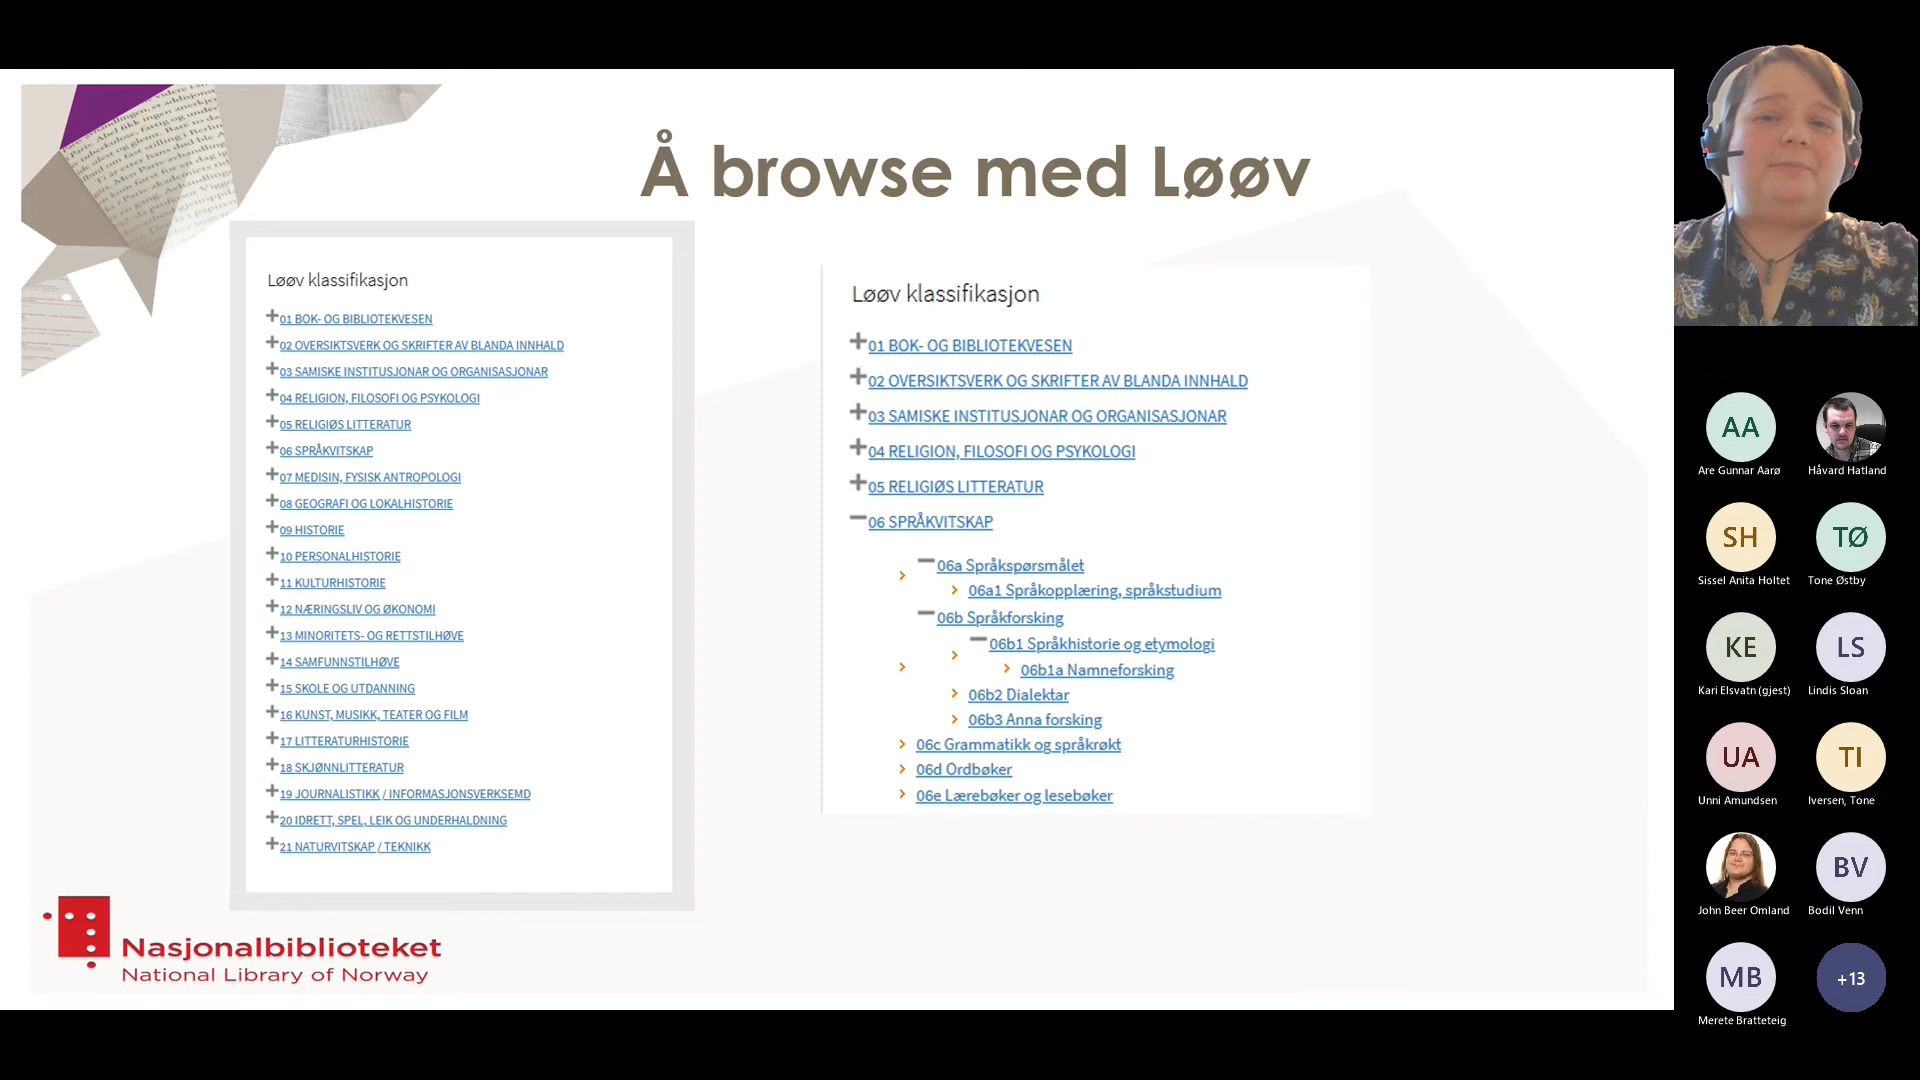 Å browse med Løøv
Løøv klassifikasjon
01 BOK- OG BIBLIOTEKVESEN
02 OVERSIKTSVERK OG SKRIFTER AV BLANDA INNHALD
03 SAMISKE INSTITUSJONAR OG ORGANISASJONAR
04 RELIGION, FILOSOFI OG PSYKOLOGI
05 RELIGIØS LITTERATUR
06 SPRÅKVITSKAP
07 MEDISIN, FYSISK ANTROPOLOGI
08 GEOGRAFI OG LOKALHISTORIE
09 HISTORIE
10 PERSONALHISTORIE
11 KULTURHISTORIE
12 NÆRINGSLIV OG ØKONOMI
13 MINORITETS- OG RETTSTILHØVE
14 SAMFUNNSTILHØVE
15 SKOLE OG UTDANNING
16 KUNST, MUSIKK, TEATER OG FILM
17 LITTERATURHISTORIE
18 SKJØNNLITTERATUR
19 JOURNALISTIKK / INFORMASJONSVERKSEMD
20 IDRETT, SPEL, LEIK OG UNDERHALDNING
21 NATURVITSKAP / TEKNIKK
Løøv klassifikasjon
01 BOK- OG BIBLIOTEKVESEN
02 OVERSIKTSVERK OG SKRIFTER AV BLANDA INNHALD
03 SAMISKE INSTITUSJONAR OG ORGANISASJONAR
04 RELIGION, FILOSOFI OG PSYKOLOGI
05 RELIGIØS LITTERATUR
06 SPRÅKVITSKAP
06a Språkspørsmålet
06a1 Språkopplæring, språkstudium
06b Språkforsking
06b1 Språkhistorie og etymologi
06b1a Namneforsking
06b2 Dialektar
06b3 Anna forsking
06c Grammatikk og språkrøkt
06d Ordbøker
06e Lærebøker og lesebøker
Nasjonalbiblioteket
National Library of Norway
AA
Are Gunnar Aarø
Håvard Hatland
SH
Sissel Anita Holtet
TØ
Tone Østby
KE
Kari Elsvatn (gjest)
LS
Lindis Sloan
UA
Unni Amundsen
TI
Iversen, Tone
John Beer Omland
BV
Bodil Venn
MB
Merete Bratteteig
+13